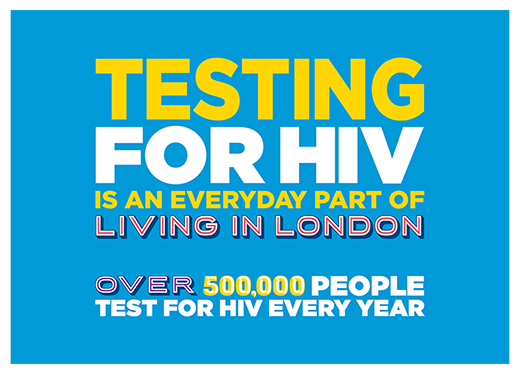 TESTING
FOR HIV
IS AN EVERYDAY PART OF
LIVING IN LONDON
OVER 500,000 PEOPLE
TEST FOR HIV EVERY YEAR